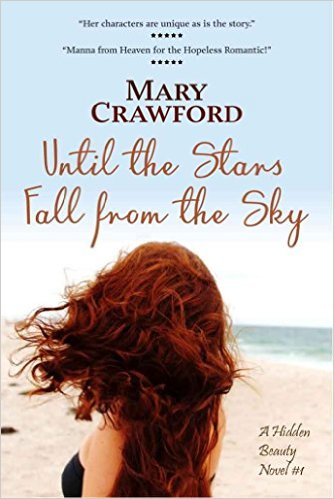 "Her characters are unique as is the story."
★★★★★
"Manna from Heaven for the Hopeless Romantic!"
★★★★★
MARY
CRAWFORD
Until the Stars
Fall from the Sky
A Hidden
Beauty
Novel #1